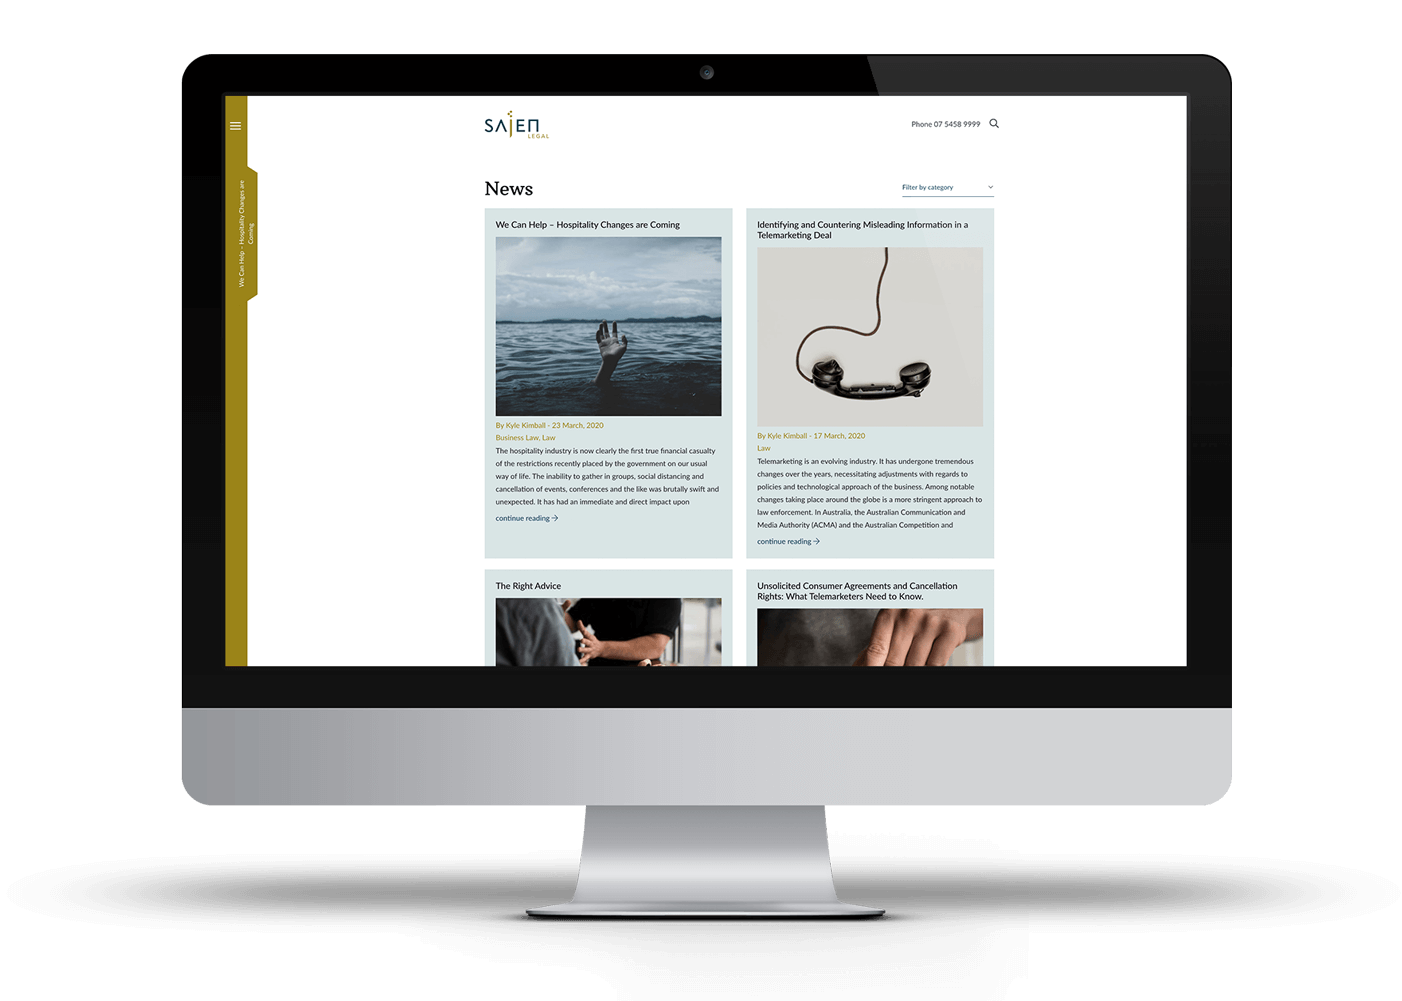 SAJEN
LEGAL
Phone 07 5458 9999
We Can Help – Hospitality Changes are
Coming
News
Filter by category
We Can Help – Hospitality Changes are Coming
By Kyle Kimball - 23 March, 2020
Business Law, Law
The hospitality industry is now clearly the first true financial casualty
of the restrictions recently placed by the government on our usual
way of life. The inability to gather in groups, social distancing and
cancellation of events, conferences and the like was brutally swift and
unexpected. It has had an immediate and direct impact upon
continue reading →
Identifying and Countering Misleading Information in a
Telemarketing Deal
By Kyle Kimball - 17 March, 2020
Law
Telemarketing is an evolving industry. It has undergone tremendous
changes over the years, necessitating adjustments with regards to
policies and technological approach of the business. Among notable
changes taking place around the globe is a more stringent approach to
law enforcement. In Australia, the Australian Communication and
Media Authority (ACMA) and the Australian Competition and
continue reading →
The Right Advice
Unsolicited Consumer Agreements and Cancellation
Rights: What Telemarketers Need to Know.